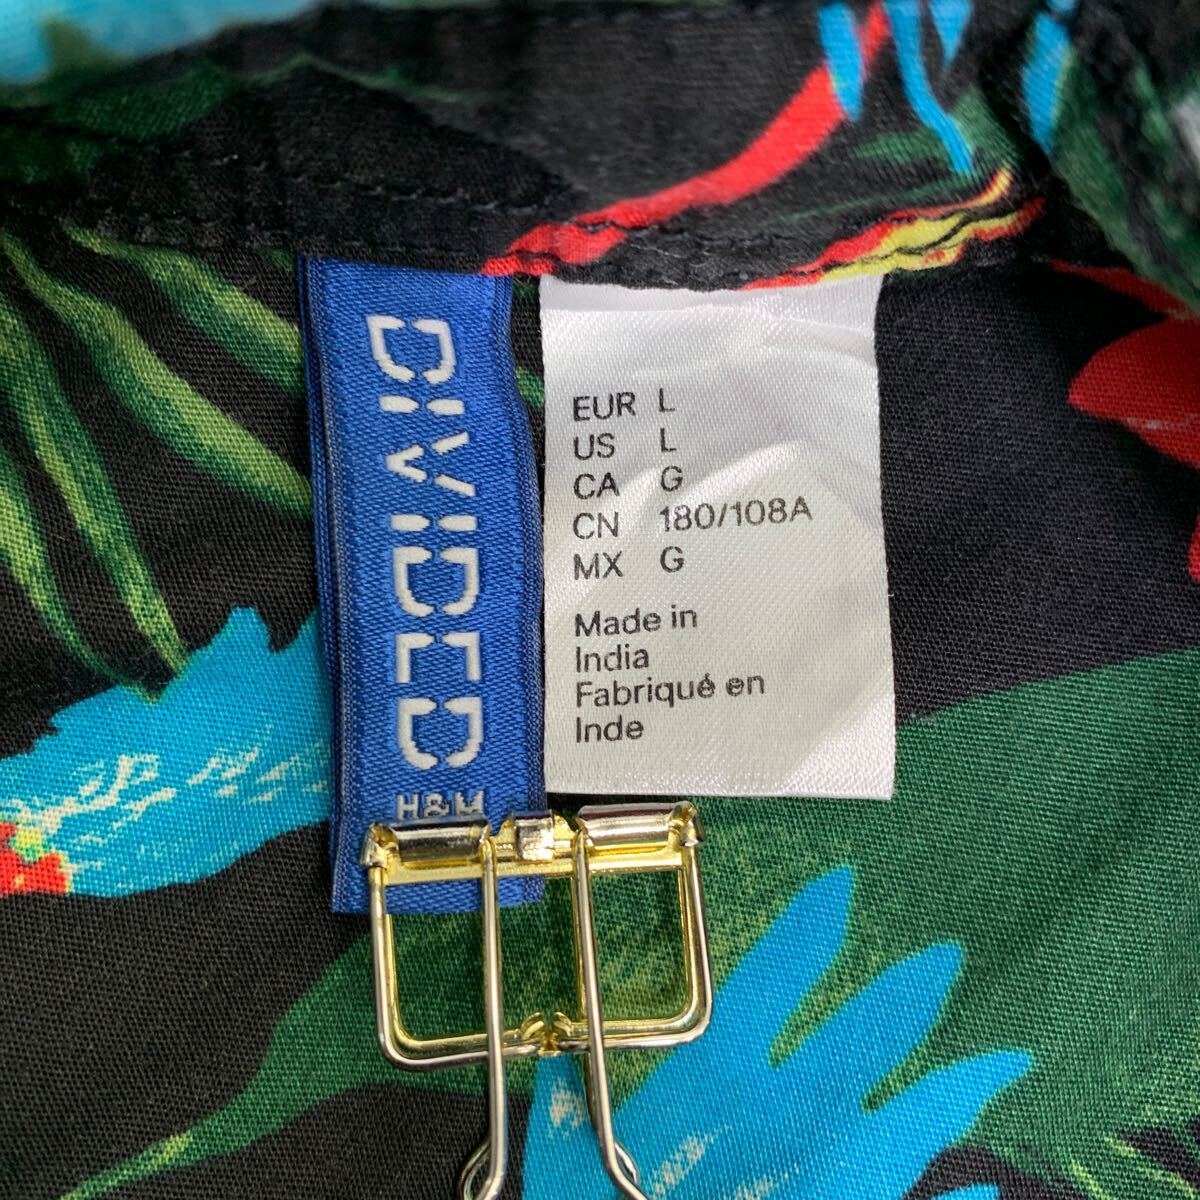 DIVIDED
H&M
EUR L
US L
CA G
CN 180/108A
MX G
Made in
India
Fabriqué en
Inde